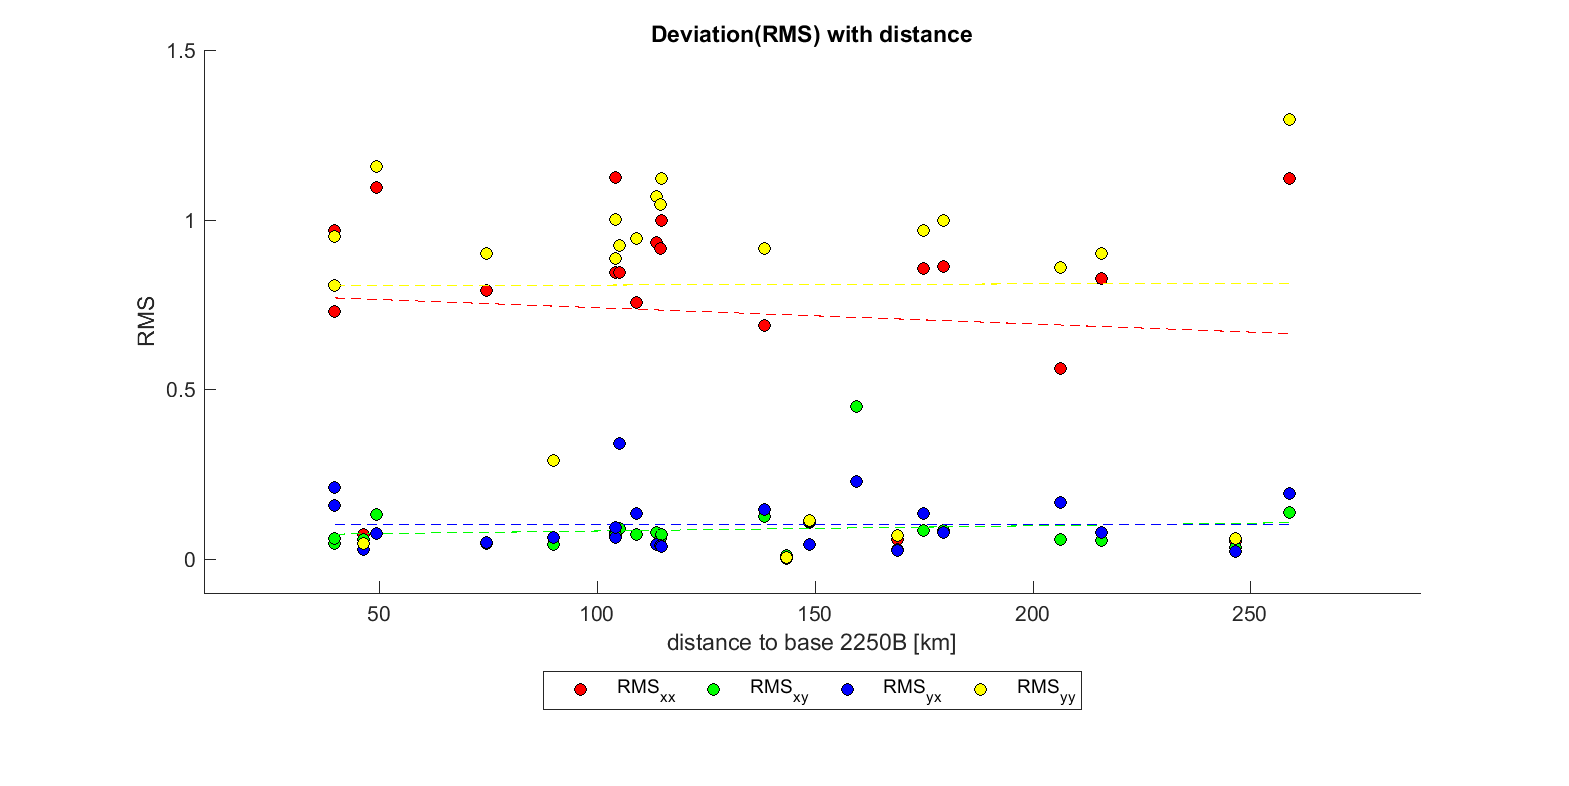 Deviation(RMS) with distance
1.5
1
0.5
0
RMS
50 100 150 200 250
distance to base 2250B [km]
RMS_xx RMS_xy RMS_yx RMS_yy